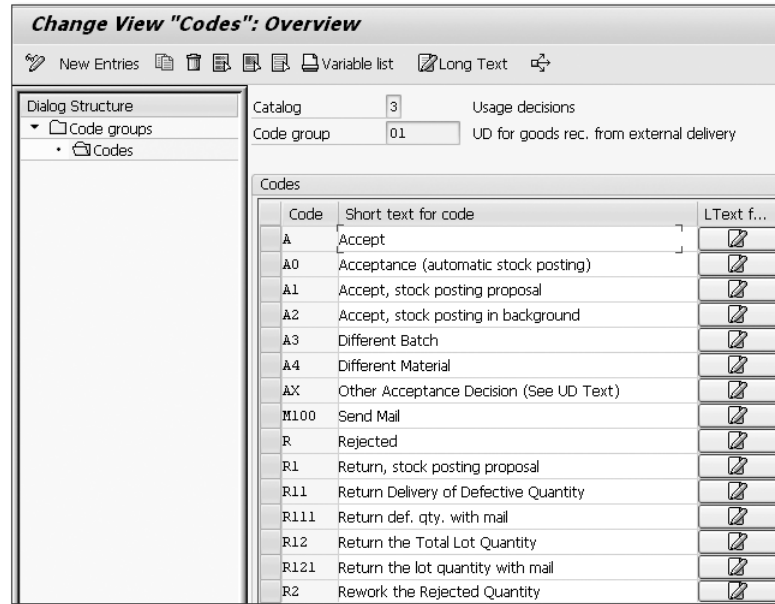 Change View "Codes": Overview
New Entries Variable list Long Text
Dialog Structure
Code groups
Codes
Catalog 3 Usage decisions
Code group 01 UD for goods rec. from external delivery
Codes
Code Short text for code LText f...
A Accept
A0 Acceptance (automatic stock posting)
A1 Accept, stock posting proposal
A2 Accept, stock posting in background
A3 Different Batch
A4 Different Material
AX Other Acceptance Decision (See UD Text)
M100 Send Mail
R Rejected
R1 Return, stock posting proposal
R11 Return Delivery of Defective Quantity
R111 Return def. qty. with mail
R12 Return the Total Lot Quantity
R121 Return the lot quantity with mail
R2 Rework the Rejected Quantity